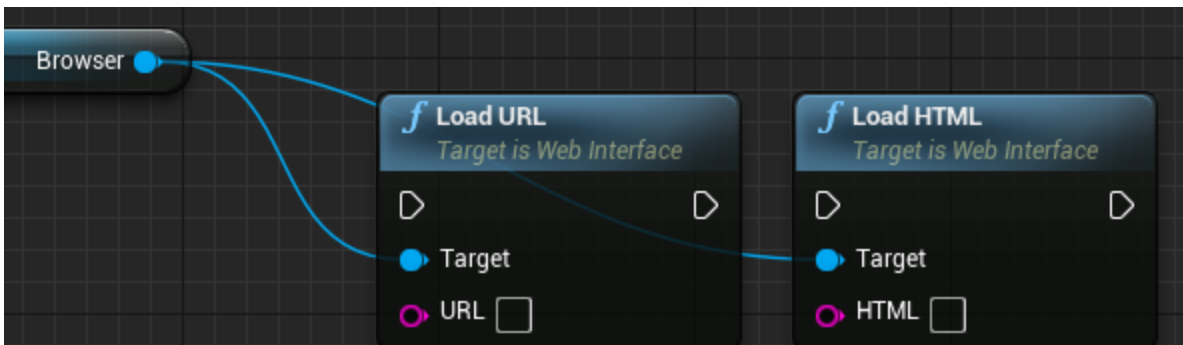 Browser
f Load URL
Target is Web Interface
Target
URL
f Load HTML
Target is Web Interface
Target
HTML